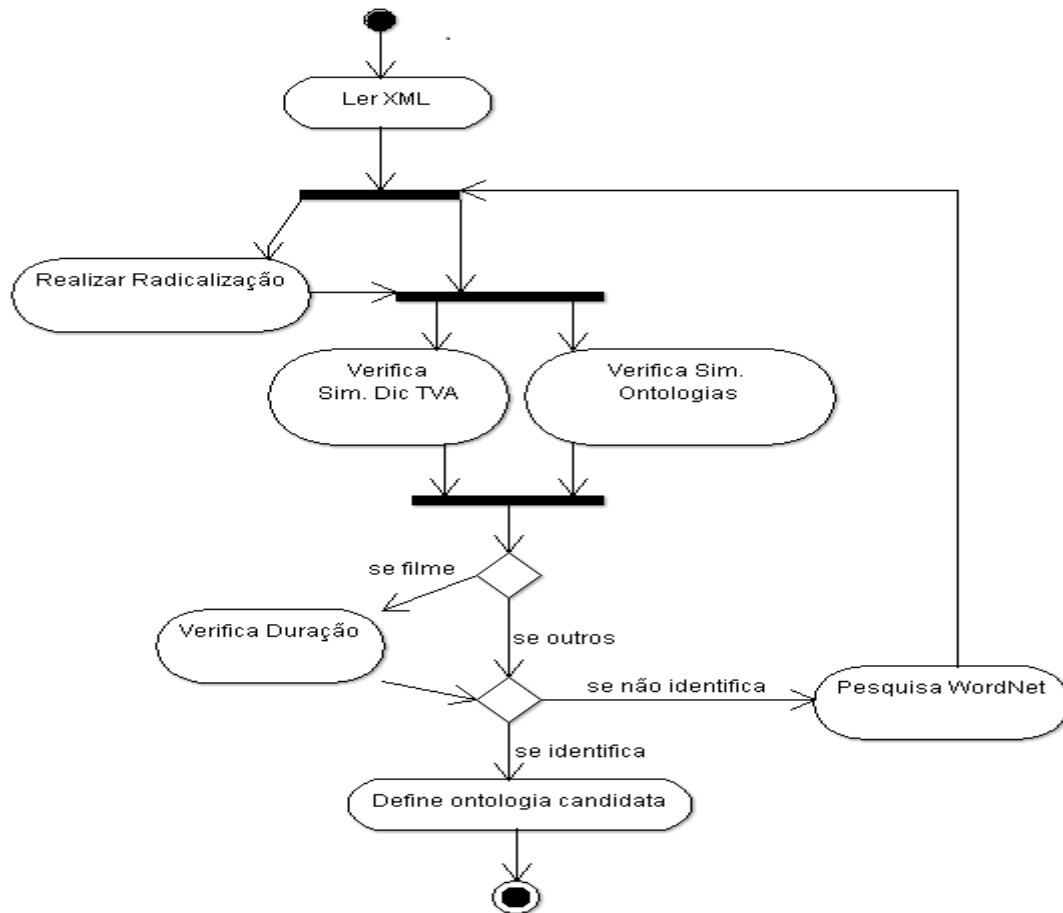 Ler XML
Realizar Radicalização
Verifica
Sim. Dic TVA
Verifica Sim.
Ontologias
se filme
Verifica Duração
se outros
se não identifica
Pesquisa WordNet
se identifica
Define ontologia candidata